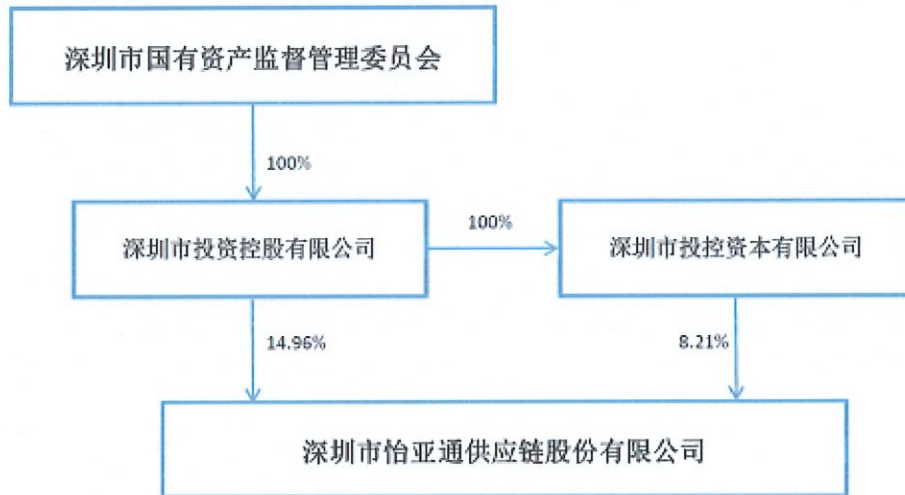 深圳市国有资产监督管理委员会
100%
深圳市投资控股有限公司
100%
深圳市投控资本有限公司
14.96%
8.21%
深圳市怡亚通供应链股份有限公司